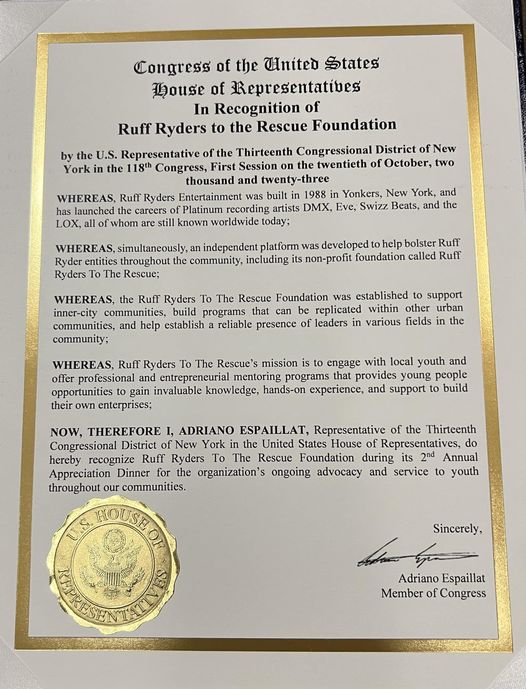 Congress of the United States
House of Representatives
In Recognition of
Ruff Ryders to the Rescue Foundation
by the U.S. Representative of the Thirteenth Congressional District of New
York in the 118th Congress, First Session on the twentieth of October, two
thousand and twenty-three
WHEREAS, Ruff Ryders Entertainment was built in 1988 in Yonkers, New York, and
has launched the careers of Platinum recording artists DMX, Eve, Swizz Beats, and the
LOX, all of whom are still known worldwide today;
WHEREAS, simultaneously, an independent platform was developed to help bolster Ruff
Ryder entities throughout the community, including its non-profit foundation called Ruff
Ryders To The Rescue;
WHEREAS, the Ruff Ryders To The Rescue Foundation was established to support
inner-city communities, build programs that can be replicated within other urban
communities, and help establish a reliable presence of leaders in various fields in the
community;
WHEREAS, Ruff Ryders To The Rescue's mission is to engage with local youth and
offer professional and entrepreneurial mentoring programs that provides young people
opportunities to gain invaluable knowledge, hands-on experience, and support to build
their own enterprises;
NOW, THEREFORE I, ADRIANO ESPAILLAT, Representative of the Thirteenth
Congressional District of New York in the United States House of Representatives, do
hereby recognize Ruff Ryders To The Rescue Foundation during its 2nd Annual
Appreciation Dinner for the organization's ongoing advocacy and service to youth
throughout our communities.
Sincerely,
Adriano Espaillat
Member of Congress
U.S. HOUSE OF
REPRESENTATIVES